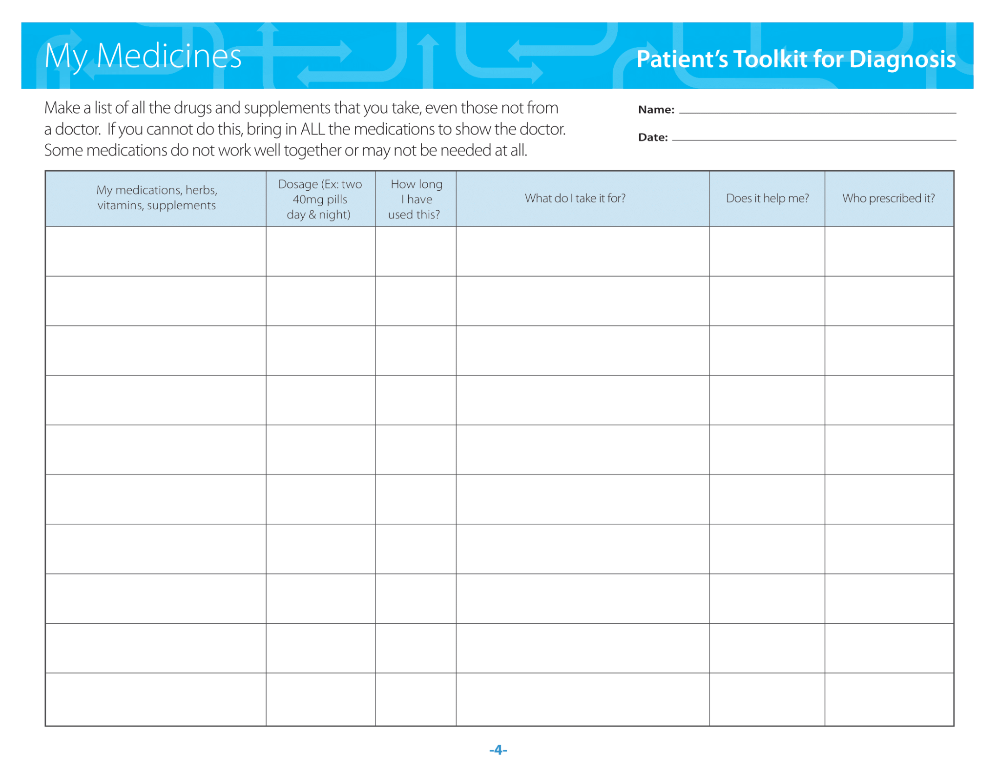 My Medicines
Patient’s Toolkit for Diagnosis
Make a list of all the drugs and supplements that you take, even those not from
a doctor.  If you cannot do this, bring in ALL the medications to show the doctor.
Some medications do not work well together or may not be needed at all.
Name:
Date:
My medications, herbs,
vitamins, supplements
Dosage (Ex: two
40mg pills
day & night)
How long
I have
used this?
What do I take it for?
Does it help me?
Who prescribed it?
-4-